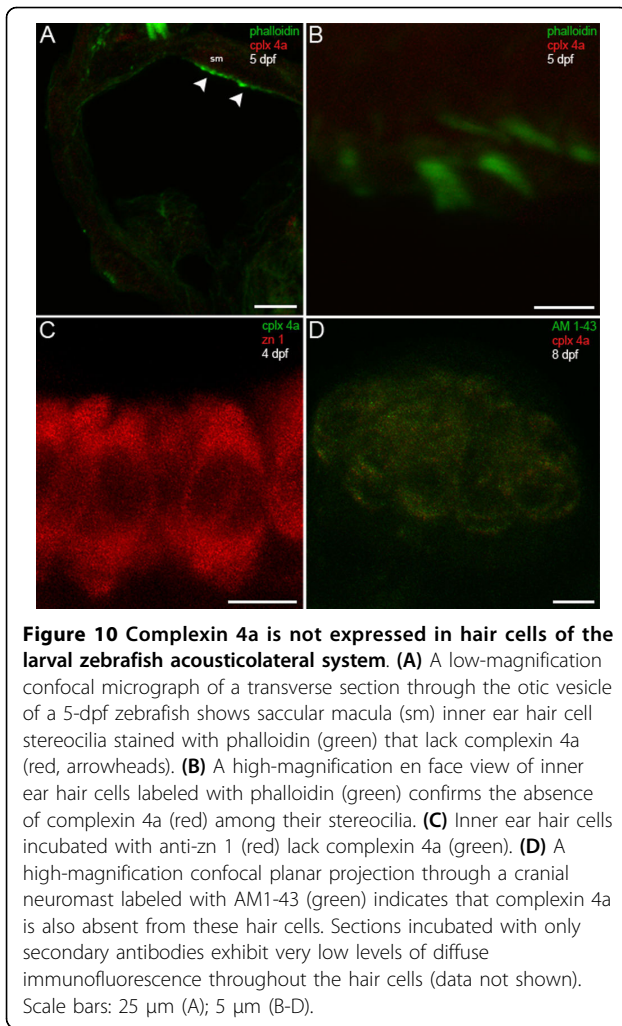 A
phalloidin
cplx 4a
5 dpf
sm
B
phalloidin
cplx 4a
5 dpf
C
cplx 4a
zn 1
4 dpf
D
AM 1-43
cplx 4a
8 dpf
Figure 10 Complexin 4a is not expressed in hair cells of the
larval zebrafish acousticolateral system. (A) A low-magnification
confocal micrograph of a transverse section through the otic vesicle
of a 5-dpf zebrafish shows saccular macula (sm) inner ear hair cell
stereocilia stained with phalloidin (green) that lack complexin 4a
(red, arrowheads). (B) A high-magnification en face view of inner
ear hair cells labeled with phalloidin (green) confirms the absence
of complexin 4a (red) among their stereocilia. (C) Inner ear hair cells
incubated with anti-zn 1 (red) lack complexin 4a (green). (D) A
high-magnification confocal planar projection through a cranial
neuromast labeled with AM1-43 (green) indicates that complexin 4a
is also absent from these hair cells. Sections incubated with only
secondary antibodies exhibit very low levels of diffuse
immunofluorescence throughout the hair cells (data not shown).
Scale bars: 25 μm (A); 5 μm (B-D).